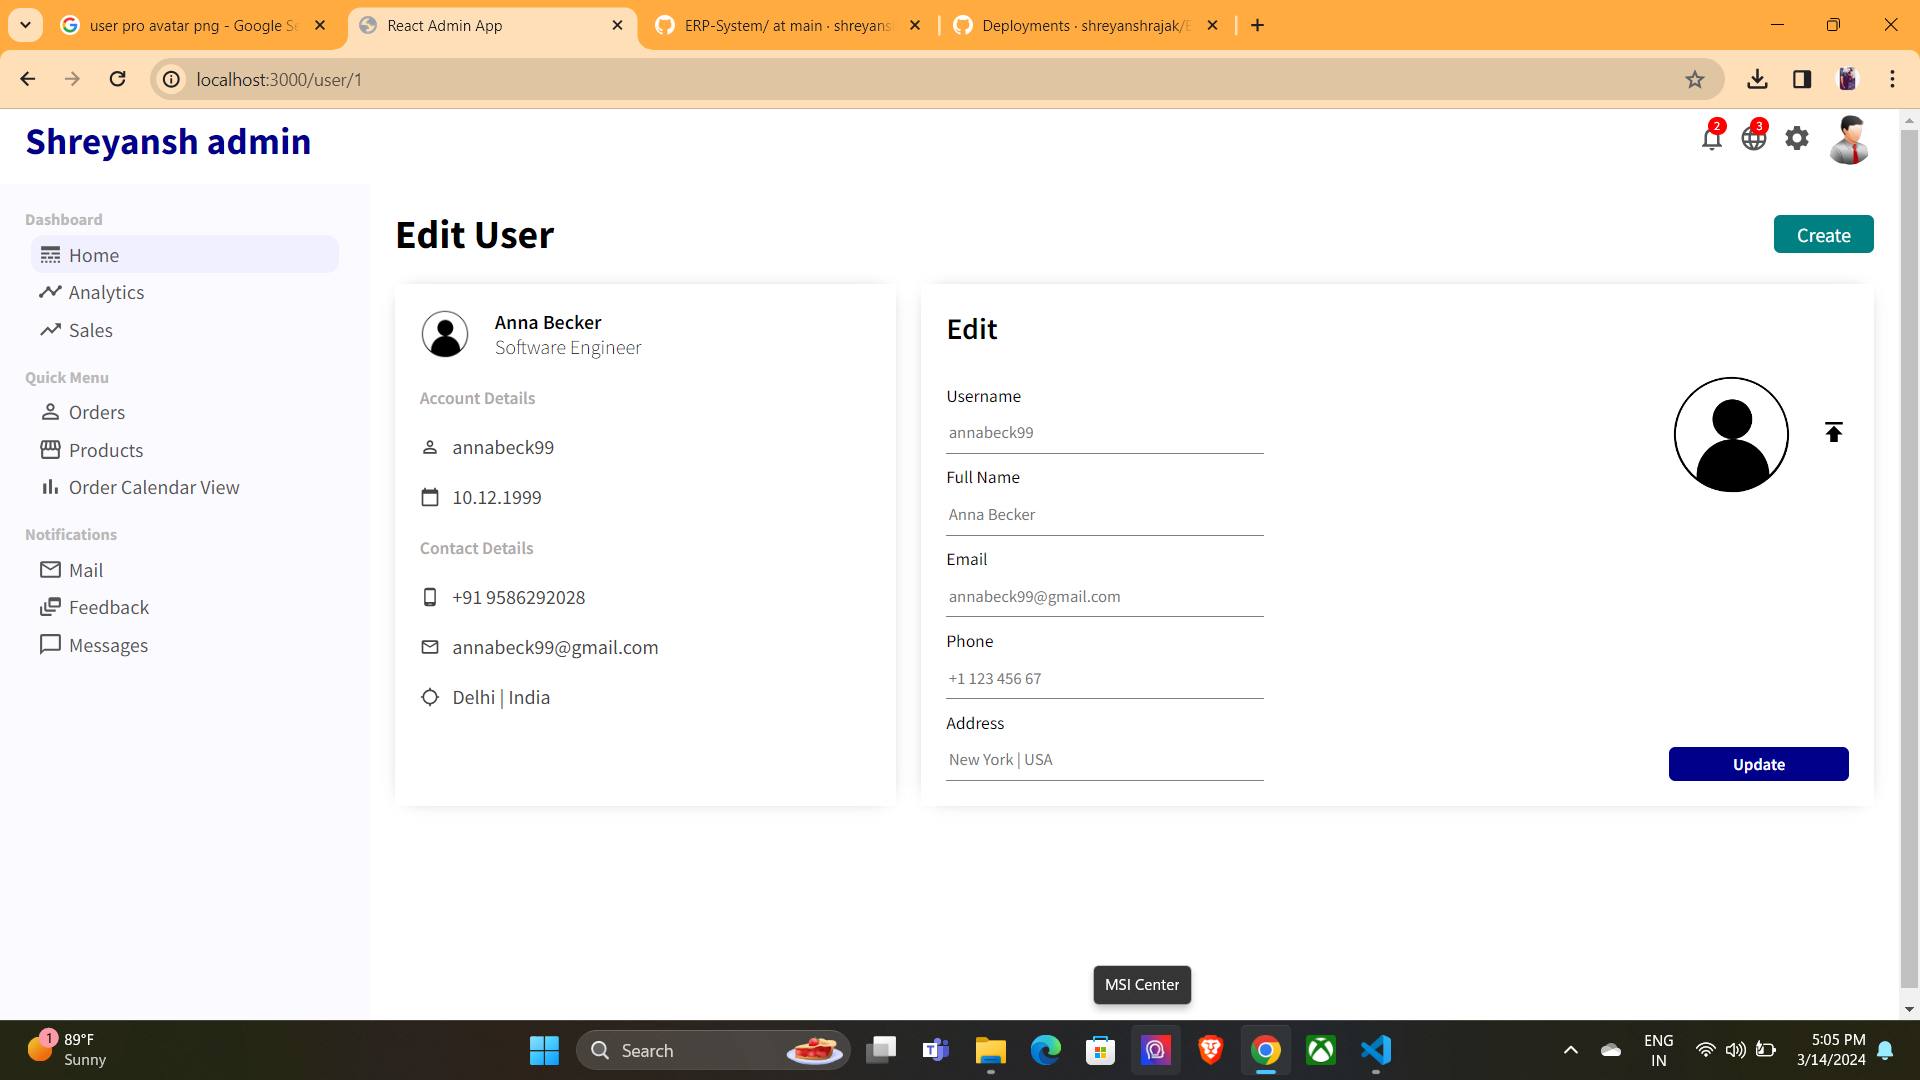 user pro avatar png - Google Se
React Admin App
ERP-System/ at main · shreyans
Deployments · shreyanshrajak/E
localhost:3000/user/1
Shreyansh admin
2
3
Dashboard
Home
Analytics
Sales
Quick Menu
Orders
Products
Order Calendar View
Notifications
Mail
Feedback
Messages
Edit User
Create
Anna Becker
Software Engineer
Account Details
annabeck99
10.12.1999
Contact Details
+91 9586292028
annabeck99@gmail.com
Delhi | India
Edit
Username
annabeck99
Full Name
Anna Becker
Email
annabeck99@gmail.com
Phone
+1 123 456 67
Address
New York | USA
Update
MSI Center
1
89°F
Sunny
Search
ENG
IN
5:05 PM
3/14/2024